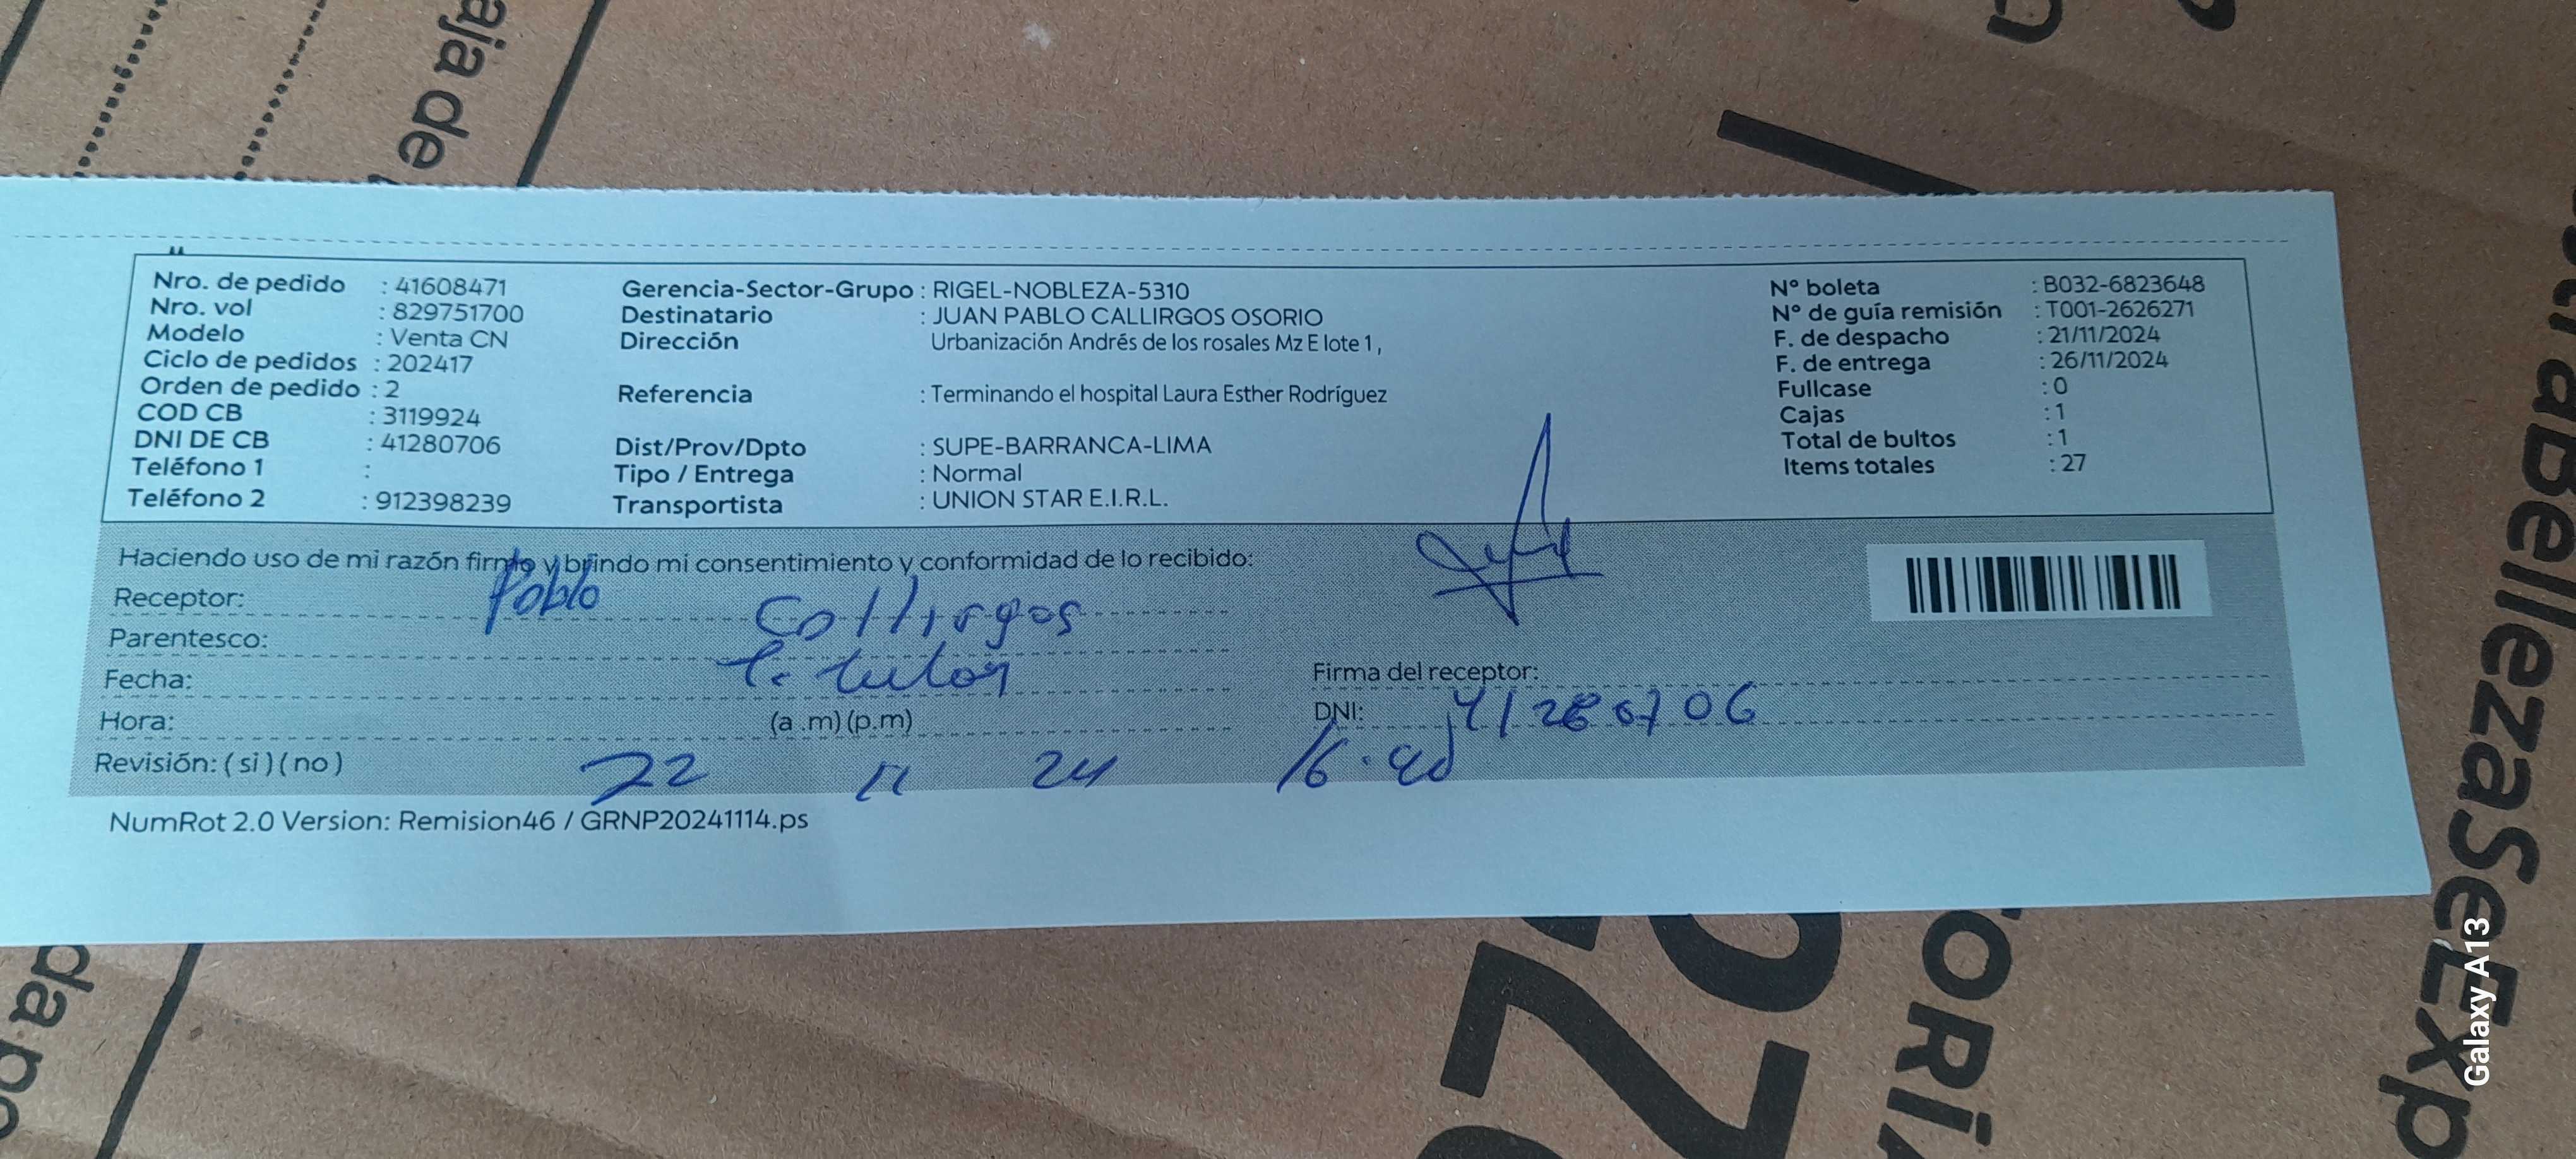 aja de
Nro. de pedido : 41608471
Nro. vol : 829751700
Modelo : Venta CN
Ciclo de pedidos : 202417
Orden de pedido : 2
COD CB : 3119924
DNI DE CB : 41280706
Teléfono 1 :
Teléfono 2 : 912398239
Gerencia-Sector-Grupo : RIGEL-NOBLEZA-5310
Destinatario : JUAN PABLO CALLIRGOS OSORIO
Dirección Urbanización Andrés de los rosales Mz E lote 1,
Referencia : Terminando el hospital Laura Esther Rodríguez
Dist/Prov/Dpto : SUPE-BARRANCA-LIMA
Tipo / Entrega : Normal
Transportista : UNION STAR E.I.R.L.
N° boleta : B032-6823648
N° de guía remisión : T001-2626271
F. de despacho : 21/11/2024
F. de entrega : 26/11/2024
Fullcase : 0
Cajas : 1
Total de bultos : 1
Items totales : 27
Haciendo uso de mi razón firmo y brindo mi consentimiento y conformidad de lo recibido:
Receptor: Pablo Callirgos
Parentesco:
Fecha: Titular
Firma del receptor:
Hora: (a .m) (p.m)
DNI: 41280706
Revisión: ( si ) ( no ) 22 11 24 16.40
NumRot 2.0 Version: Remision46 / GRNP20241114.ps
traBellezaSeExp
Galaxy A13